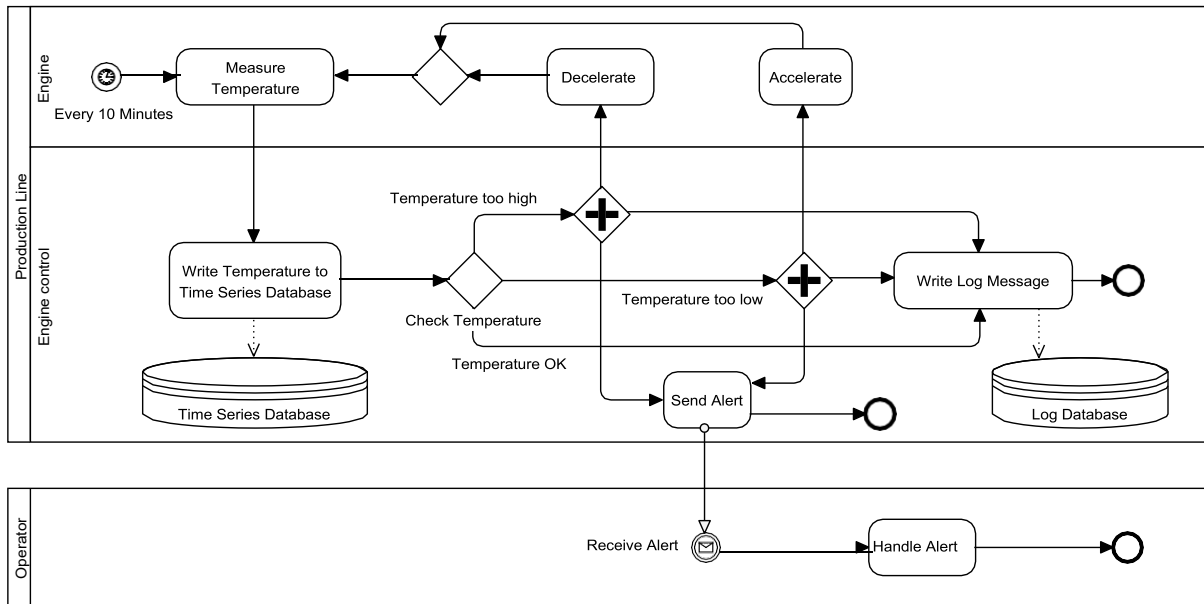 Production Line
Engine
Measure
Temperature
Decelerate
Accelerate
Every 10 Minutes
Engine control
Temperature too high
Write Temperature to
Time Series Database
Write Log Message
Temperature too low
Check Temperature
Temperature OK
Send Alert
Time Series Database
Log Database
Operator
Receive Alert
Handle Alert